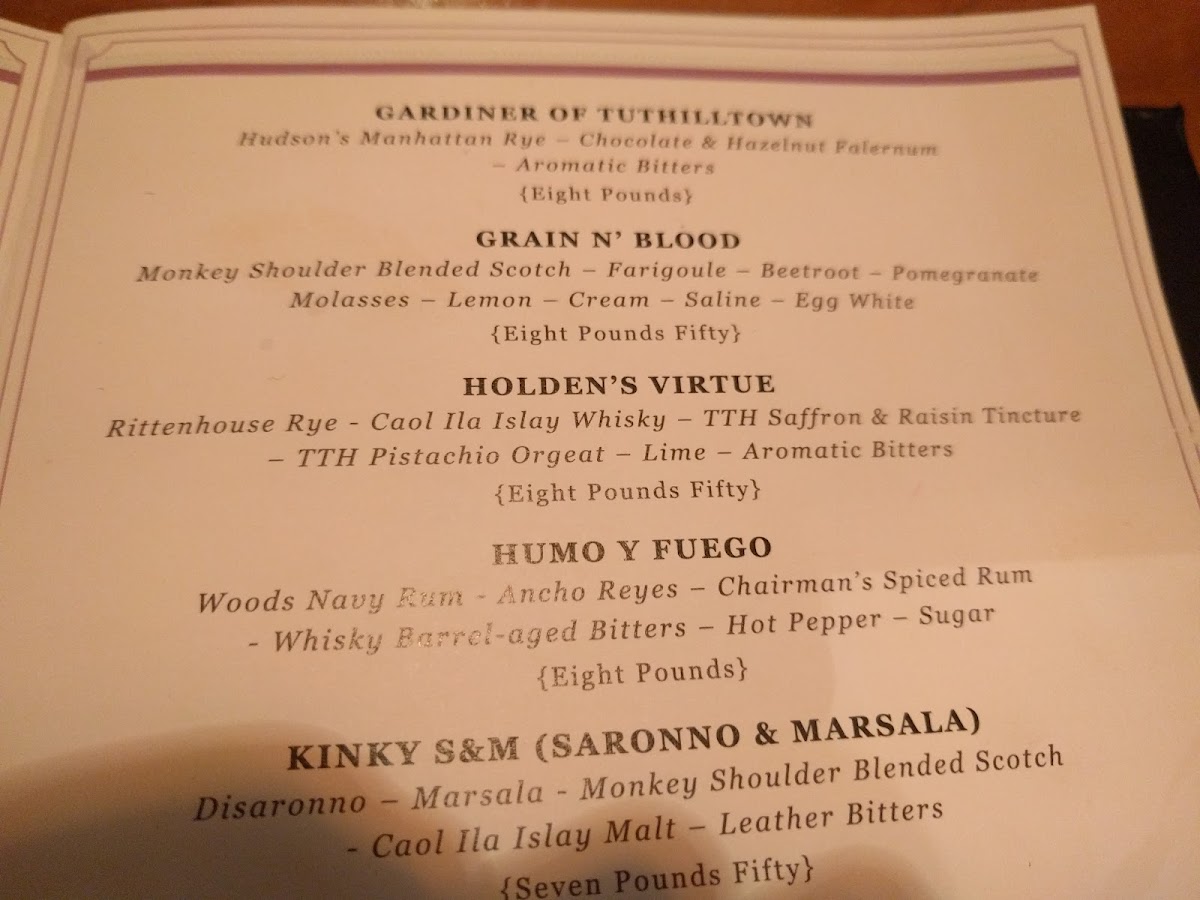 GARDINER OF TUTHILLTOWN
Hudson's Manhattan Rye – Chocolate & Hazelnut Falernum
– Aromatic Bitters
{Eight Pounds}
GRAIN N' BLOOD
Monkey Shoulder Blended Scotch – Farigoule – Beetroot – Pomegranate
Molasses – Lemon – Cream – Saline – Egg White
{Eight Pounds Fifty}
HOLDEN'S VIRTUE
Rittenhouse Rye - Caol Ila Islay Whisky – TTH Saffron & Raisin Tincture
– TTH Pistachio Orgeat – Lime – Aromatic Bitters
{Eight Pounds Fifty}
HUMO Y FUEGO
Woods Navy Rum - Ancho Reyes – Chairman's Spiced Rum
- Whisky Barrel-aged Bitters – Hot Pepper – Sugar
{Eight Pounds}
KINKY S&M (SARONNO & MARSALA)
Disaronno – Marsala - Monkey Shoulder Blended Scotch
- Caol Ila Islay Malt – Leather Bitters
{Seven Pounds Fifty}